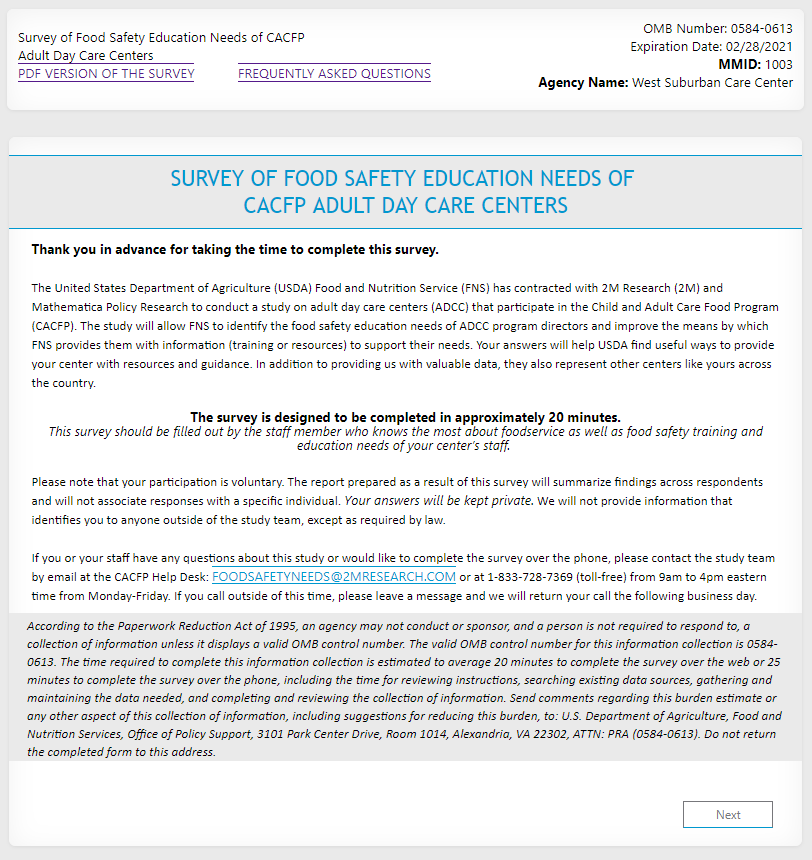 Survey of Food Safety Education Needs of CACFP
Adult Day Care Centers
PDF VERSION OF THE SURVEY FREQUENTLY ASKED QUESTIONS
OMB Number: 0584-0613
Expiration Date: 02/28/2021
MMID: 1003
Agency Name: West Suburban Care Center
SURVEY OF FOOD SAFETY EDUCATION NEEDS OF
CACFP ADULT DAY CARE CENTERS
Thank you in advance for taking the time to complete this survey.
The United States Department of Agriculture (USDA) Food and Nutrition Service (FNS) has contracted with 2M Research (2M) and
Mathematica Policy Research to conduct a study on adult day care centers (ADCC) that participate in the Child and Adult Care Food Program
(CACFP). The study will allow FNS to identify the food safety education needs of ADCC program directors and improve the means by which
FNS provides them with information (training or resources) to support their needs. Your answers will help USDA find useful ways to provide
your center with resources and guidance. In addition to providing us with valuable data, they also represent other centers like yours across
the country.
The survey is designed to be completed in approximately 20 minutes.
This survey should be filled out by the staff member who knows the most about foodservice as well as food safety training and
education needs of your center's staff.
Please note that your participation is voluntary. The report prepared as a result of this survey will summarize findings across respondents
and will not associate responses with a specific individual. Your answers will be kept private. We will not provide information that
identifies you to anyone outside of the study team, except as required by law.
If you or your staff have any questions about this study or would like to complete the survey over the phone, please contact the study team
by email at the CACFP Help Desk: FOODSAFETYNEEDS@2MRESEARCH.COM or at 1-833-728-7369 (toll-free) from 9am to 4pm eastern
time from Monday-Friday. If you call outside of this time, please leave a message and we will return your call the following business day.
According to the Paperwork Reduction Act of 1995, an agency may not conduct or sponsor, and a person is not required to respond to, a
collection of information unless it displays a valid OMB control number. The valid OMB control number for this information collection is 0584-
0613. The time required to complete this information collection is estimated to average 20 minutes to complete the survey over the web or 25
minutes to complete the survey over the phone, including the time for reviewing instructions, searching existing data sources, gathering and
maintaining the data needed, and completing and reviewing the collection of information. Send comments regarding this burden estimate or
any other aspect of this collection of information, including suggestions for reducing this burden, to: U.S. Department of Agriculture, Food and
Nutrition Services, Office of Policy Support, 3101 Park Center Drive, Room 1014, Alexandria, VA 22302, ATTN: PRA (0584-0613). Do not return
the completed form to this address.
Next